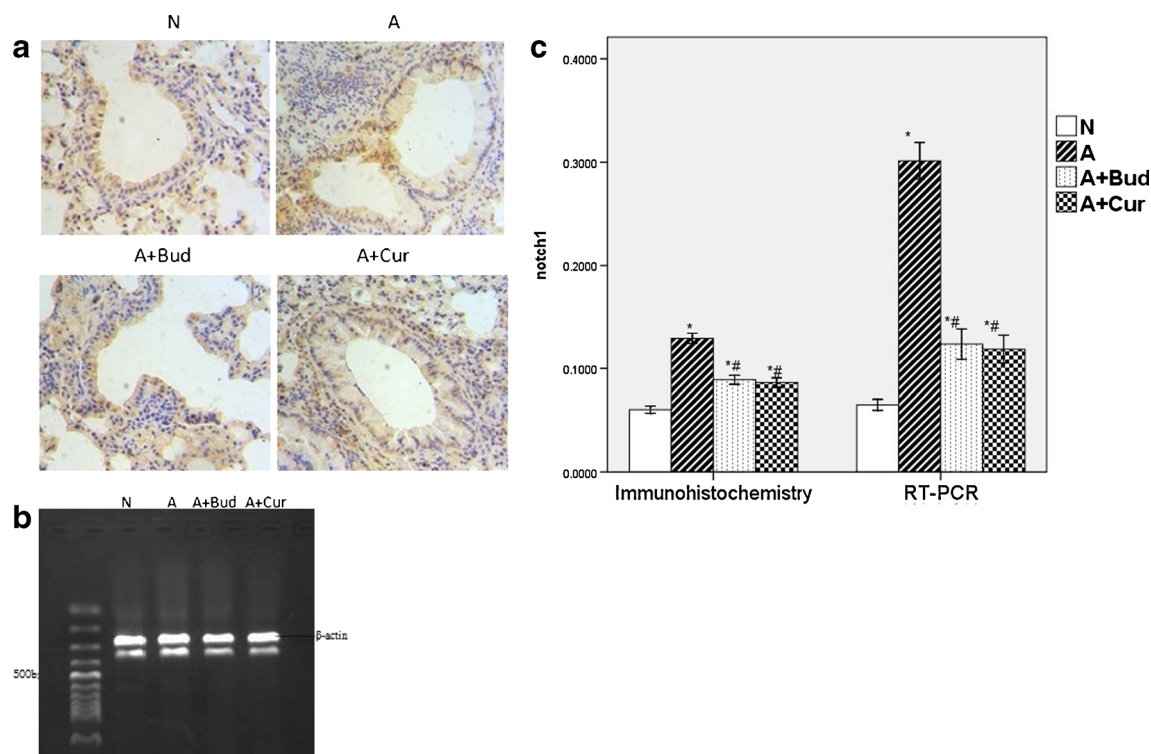 N A
a
A+Bud A+Cur
b
N A A+Bud A+Cur
β-actin
500b
c
0.4000
0.3000
0.2000
0.1000
0.0000
notch1
*
*#
*#
*
*#
*#
Immunohistochemistry RT-PCR
N
A
A+Bud
A+Cur